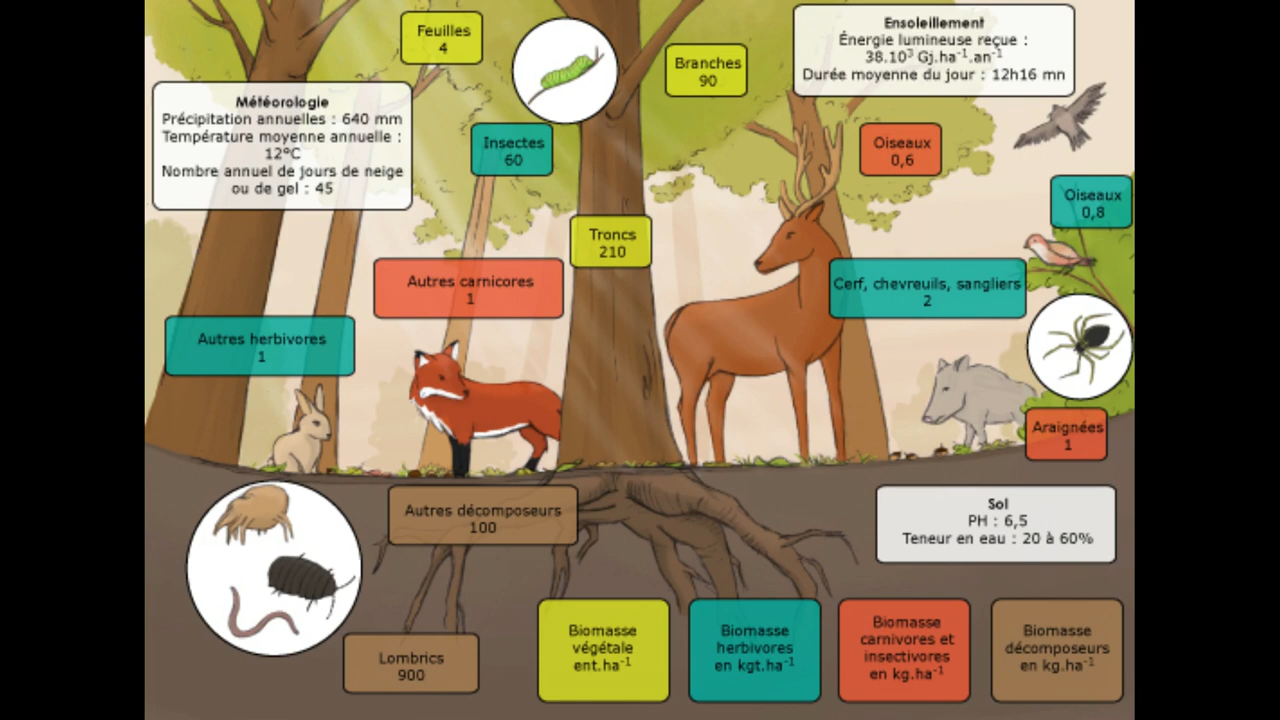 Feuilles
4
Branches
90
Ensoleillement
Énergie lumineuse reçue :
38.10³ Gj.ha⁻¹.an⁻¹
Durée moyenne du jour : 12h16 mn
Météorologie
Précipitation annuelles : 640 mm
Température moyenne annuelle :
12°C
Nombre annuel de jours de neige
ou de gel : 45
Insectes
60
Oiseaux
0,6
Oiseaux
0,8
Troncs
210
Autres carnicores
1
Cerf, chevreuils, sangliers
2
Autres herbivores
1
Araignées
1
Autres décomposeurs
100
Sol
PH : 6,5
Teneur en eau : 20 à 60%
Lombrics
900
Biomasse
végétale
ent.ha⁻¹
Biomasse
herbivores
en kgt.ha⁻¹
Biomasse
carnivores et
insectivores
en kg.ha⁻¹
Biomasse
décomposeurs
en kg.ha⁻¹